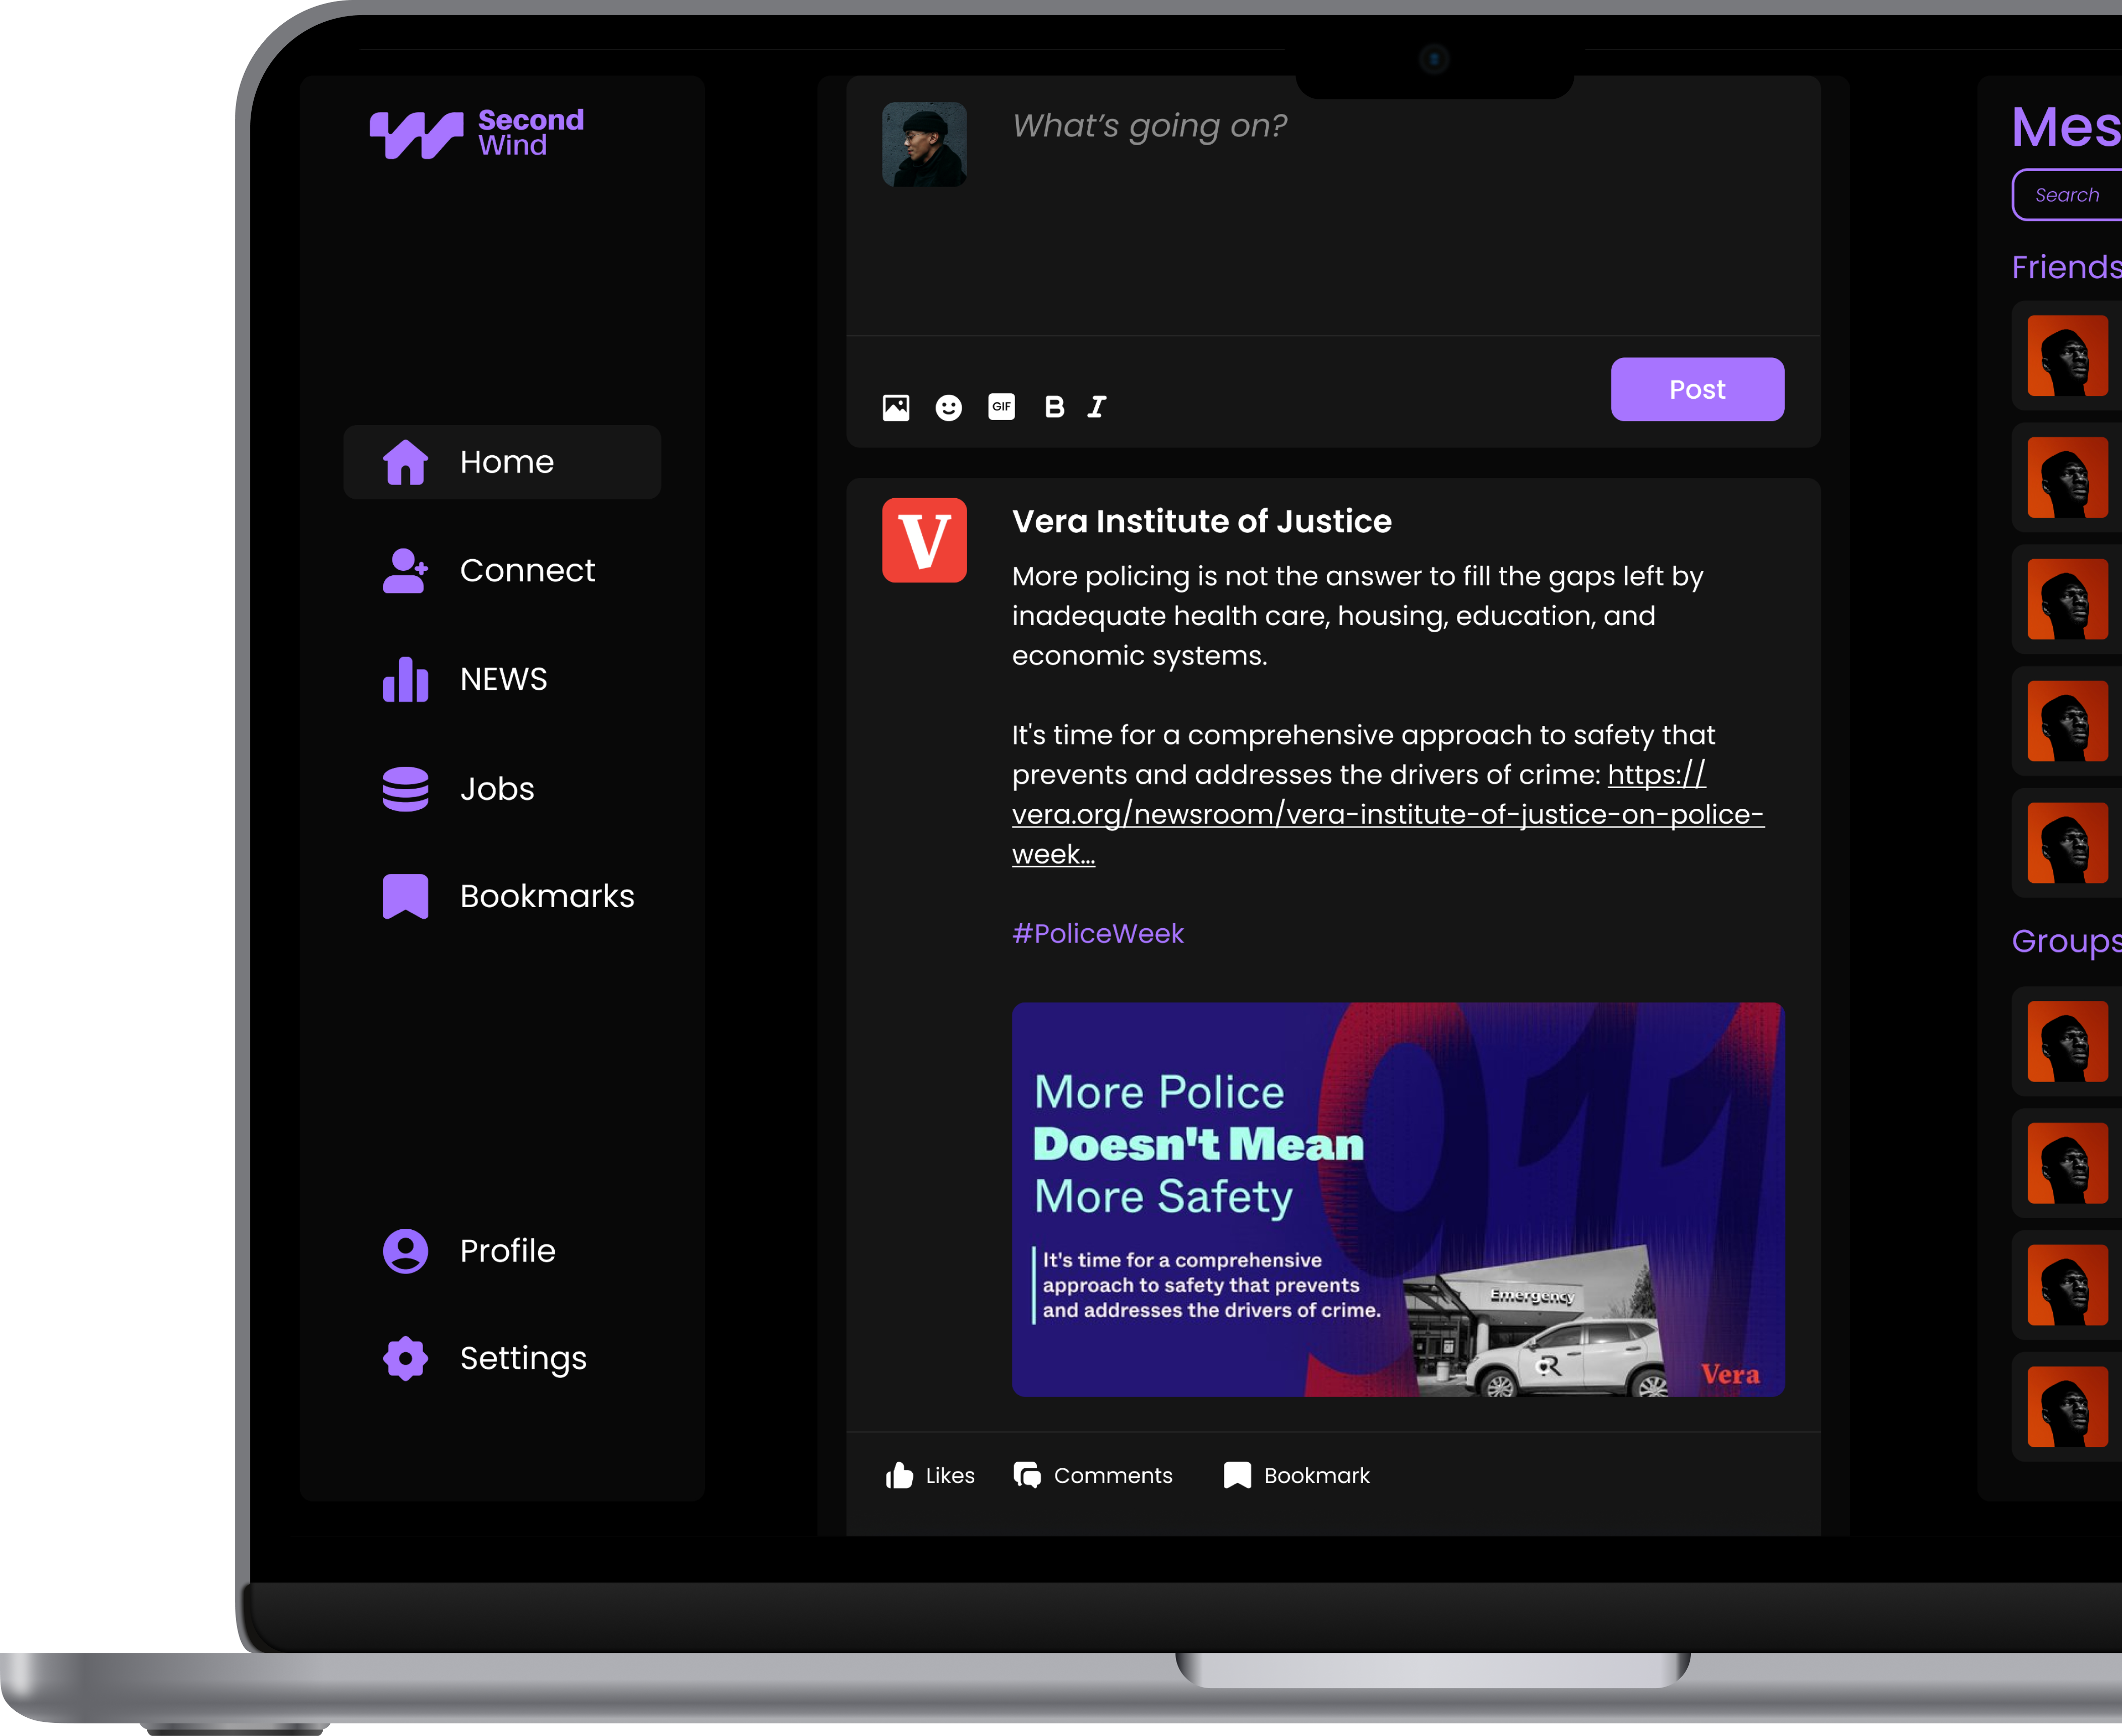 Second
Wind
Home
Connect
NEWS
Jobs
Bookmarks
Profile
Settings
What's going on?
GIF
B I
Post
V
Vera Institute of Justice
More policing is not the answer to fill the gaps left by
inadequate health care, housing, education, and
economic systems.
It's time for a comprehensive approach to safety that
prevents and addresses the drivers of crime: https://
vera.org/newsroom/vera-institute-of-justice-on-police-
week...
#PoliceWeek
911
More Police
Doesn't Mean
More Safety
It's time for a comprehensive
approach to safety that prevents
and addresses the drivers of crime.
Emergency
R
Vera
Likes
Comments
Bookmark
Mes
Search
Friends
Groups